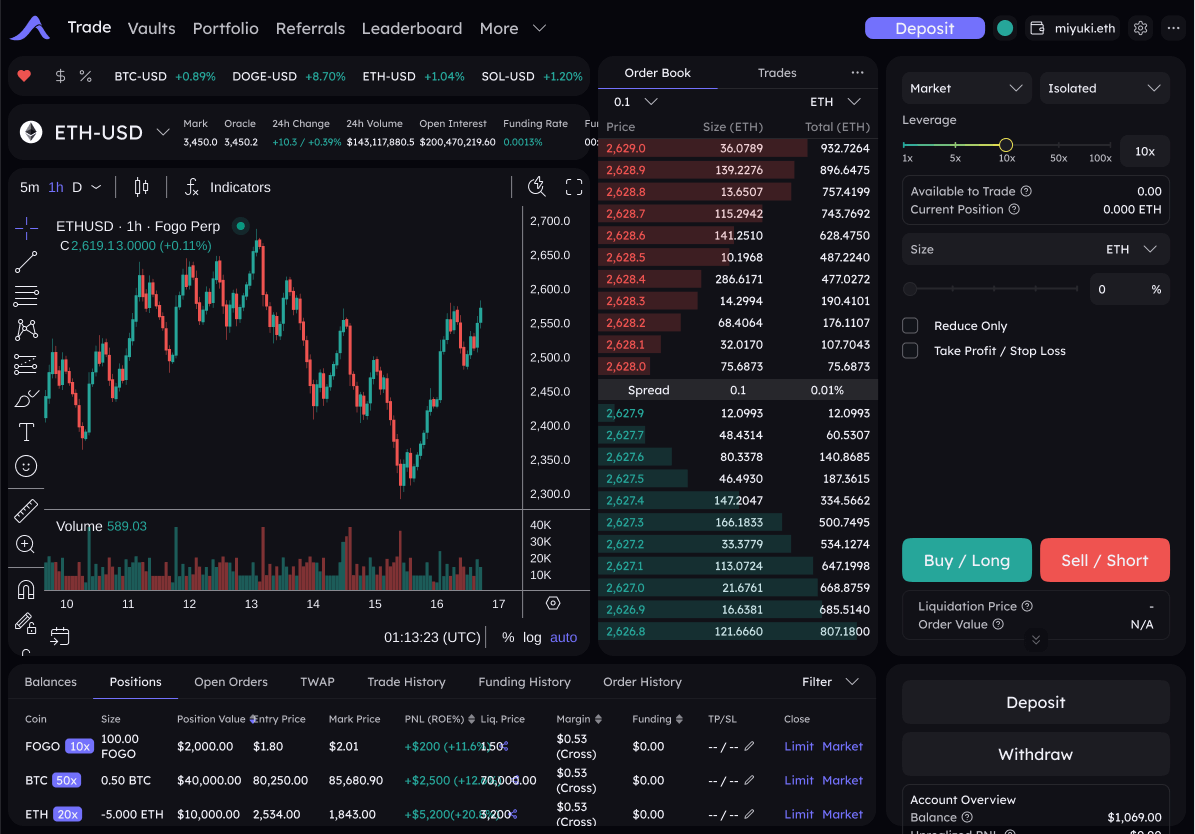 Trade Vaults Portfolio Referrals Leaderboard More Deposit miyuki.eth
$ % BTC-USD +0.89% DOGE-USD +8.70% ETH-USD +1.04% SOL-USD +1.20%
ETH-USD
Mark Oracle 24h Change 24h Volume Open Interest Funding Rate
3,450.0 3,450.2 +10.3 / +0.39% $143,117,880.5 $200,470,219.60 0.0013% 00:
5m 1h D Indicators
ETHUSD · 1h · Fogo Perp
C 2,619.1 3.0000 (+0.11%)
2,700.0
2,650.0
2,600.0
2,550.0
2,500.0
2,450.0
2,400.0
2,350.0
2,300.0
Volume 589.03
40K
30K
20K
10K
10 11 12 13 14 15 16 17
01:13:23 (UTC) % log auto
Order Book Trades
0.1 ETH
Price Size (ETH) Total (ETH)
2,629.0 36.0789 932.7264
2,628.9 139.2276 896.6475
2,628.8 13.6507 757.4199
2,628.7 115.2942 743.7692
2,628.6 141.2510 628.4750
2,628.5 10.1968 487.2240
2,628.4 286.6171 477.0272
2,628.3 14.2994 190.4101
2,628.2 68.4064 176.1107
2,628.1 32.0170 107.7043
2,628.0 75.6873 75.6873
Spread 0.1 0.01%
2,627.9 12.0993 12.0993
2,627.7 48.4314 60.5307
2,627.6 80.3378 140.8685
2,627.5 46.4930 187.3615
2,627.4 147.2047 334.5662
2,627.3 166.1833 500.7495
2,627.2 33.3779 534.1274
2,627.1 113.0724 647.1998
2,627.0 21.6761 668.8759
2,626.9 16.6381 685.5140
2,626.8 121.6660 807.1800
Market Isolated
Leverage
1x 5x 10x 50x 100x 10x
Available to Trade 0.00
Current Position 0.000 ETH
Size ETH
0 %
Reduce Only
Take Profit / Stop Loss
Buy / Long Sell / Short
Liquidation Price -
Order Value N/A
Balances Positions Open Orders TWAP Trade History Funding History Order History Filter
Coin Size Position Value Entry Price Mark Price PNL (ROE%) Liq. Price Margin Funding TP/SL Close
FOGO 10x 100.00 FOGO $2,000.00 $1.80 $2.01 +$200 (+11.6%) 1,50 $0.53 (Cross) $0.00 -- / -- Limit Market
BTC 50x 0.50 BTC $40,000.00 80,250.00 85,680.90 +$2,500 (+12. 70,000.00 $0.53 (Cross) $0.00 -- / -- Limit Market
ETH 20x -5.000 ETH $10,000.00 2,534.00 1,843.00 +$5,200(+20. 3,200 $0.53 (Cross) $0.00 -- / -- Limit Market
Deposit
Withdraw
Account Overview
Balance $1,069.00